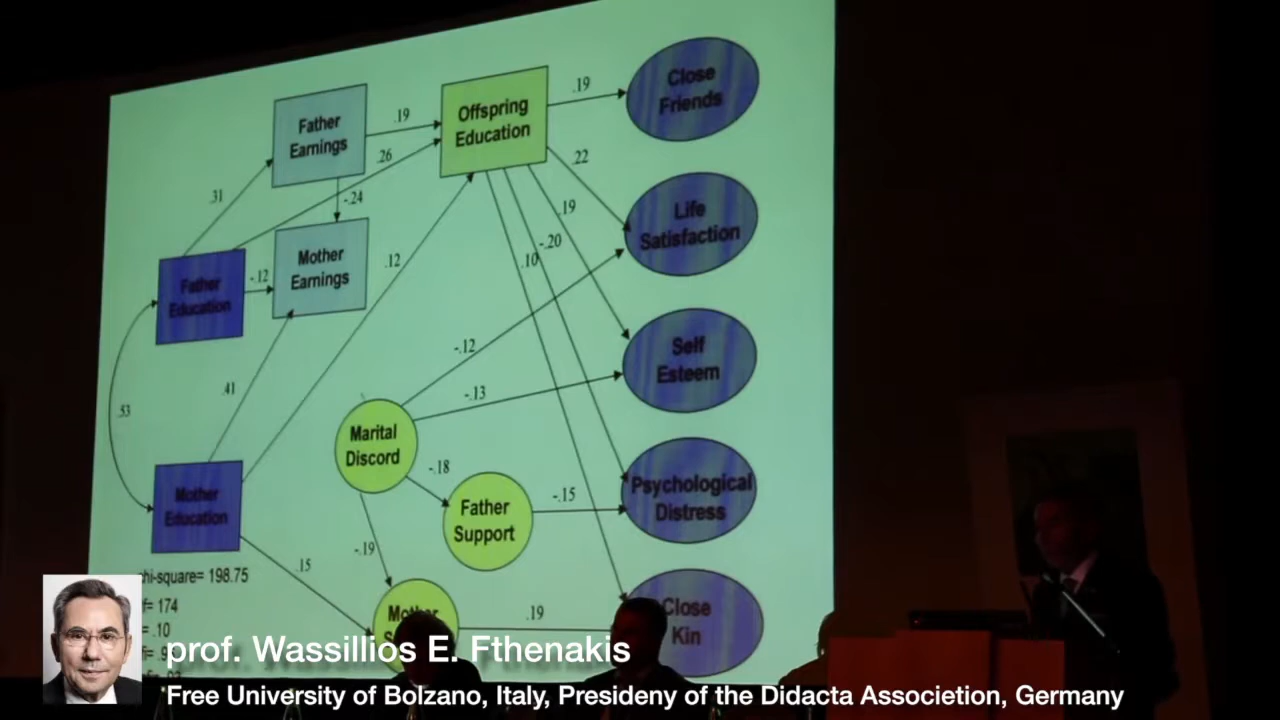 Close
Friends
.19
Offspring
Education
Father
Earnings
.19
.26
.22
.31
-.24
.19
Life
Satisfaction
-.20
.10
Mother
Earnings
.12
-.12
Father
Education
Self
Esteem
-.12
-.13
.41
.53
Marital
Discord
-.18
Psychological
Distress
-.15
Father
Support
Mother
Education
-.19
.15
hi-square= 198.75
f= 174
= .10
Close
Kin
.19
Mother
prof. Wassillios E. Fthenakis
Free University of Bolzano, Italy, Presideny of the Didacta Associetion, Germany